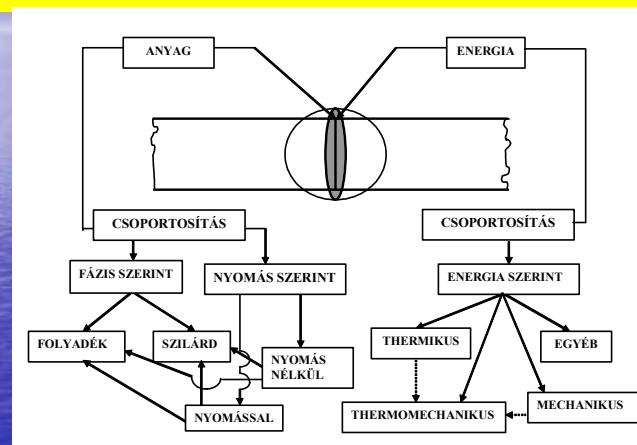 ANYAG
ENERGIA
CSOPORTOSÍTÁS
CSOPORTOSÍTÁS
FÁZIS SZERINT
NYOMÁS SZERINT
ENERGIA SZERINT
FOLYADÉK
SZILÁRD
NYOMÁS
NÉLKÜL
THERMIKUS
EGYÉB
NYOMÁSSAL
THERMOMECHANIKUS
MECHANIKUS